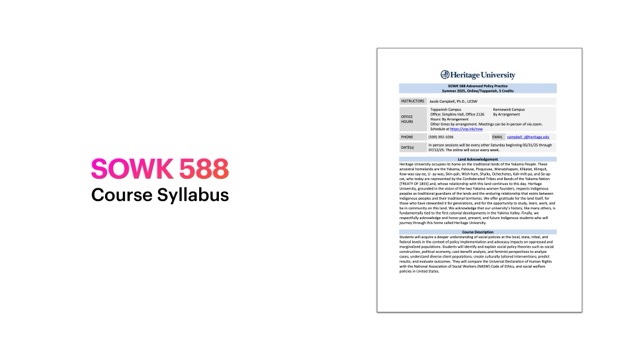 SOWK 588
Course Syllabus
Heritage University
SOWK 588 Advanced Policy Practice
Summer 2025, Online/Toppenish, 3 Credits
INSTRUCTOR: Jacob Campbell, Ph.D., LICSW
OFFICE HOURS
Toppenish Campus
Office: Simpkins Hall, Office 2126
Hours: By Arrangement
Kennewick Campus
By Arrangement
Other times by arrangement. Meetings can be in person or via zoom.
Schedule at
PHONE (509) 392-1056 EMAIL campbell_j@heritage.edu
DATE(s) In person sessions will be every other Saturday beginning 05/31/25 through
07/12/25. The online will occur every week.
Land Acknowledgement
Heritage University occupies its home on the traditional lands of the Yakama People. These
ancestral homelands are the Yakama, Palouse, Pisquouse, Wenatshapam, Klikatat, Klinquit,
Kow-was-say-ee, Li-ay-was, Skin-pah, Wish-ham, Shyiks, Ochechotes, Kah-milt-pa, and Se-ap-
cat, who today are represented by the Confederated Tribes and Bands of the Yakama Nation
[TREATY OF 1855] and, whose relationship with this land continues to this day. Heritage
University, grounded in the vision of the two Yakama women founders, respects Indigenous
peoples as traditional guardians of the lands and the enduring relationship that exists between
Indigenous peoples and their traditional territories. We offer gratitude for the land itself, for
those who have stewarded it for generations, and for the opportunity to study, learn, work, and
be in community on this land. We acknowledge that our university's history, like many others, is
fundamentally tied to the first colonial developments in the Yakima Valley. Finally, we
respectfully acknowledge and honor past, present, and future Indigenous students who will
journey through this home called Heritage University.
Course Description
Students will acquire a deeper understanding of social policies at the local, state, tribal, and
federal levels in the context of policy implementation and advocacy impacts on oppressed and
marginalized populations. Students will identify and explain social policy theories such as social
construction, political economy, cost-benefit analysis, and feminist perspectives to analyze
cases, understand diverse client populations; create culturally tailored interventions; predict
results; and evaluate outcomes. They will compare the Universal Declaration of Human Rights
with the National Association of Social Workers (NASW) Code of Ethics, and social welfare
policies in United States.